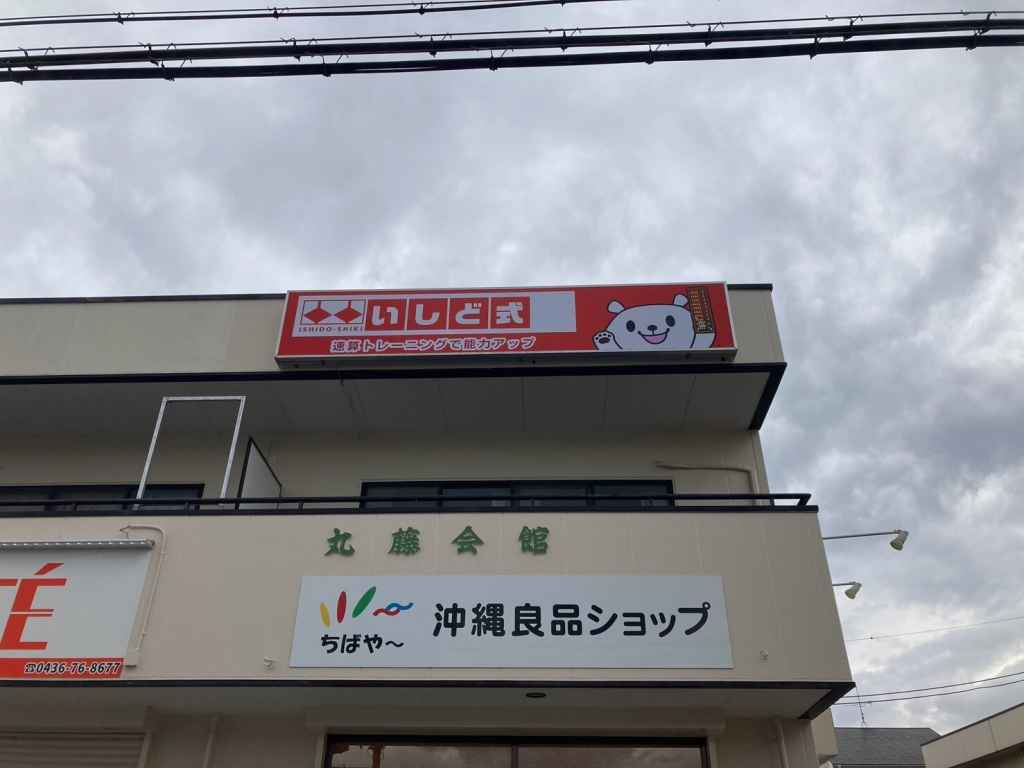 いしど式
ISHIDO-SHIKI
速算トレーニングで能力アップ
丸藤会館
ちばや〜
沖縄良品ショップ
TÉ
☎0436-76-8677